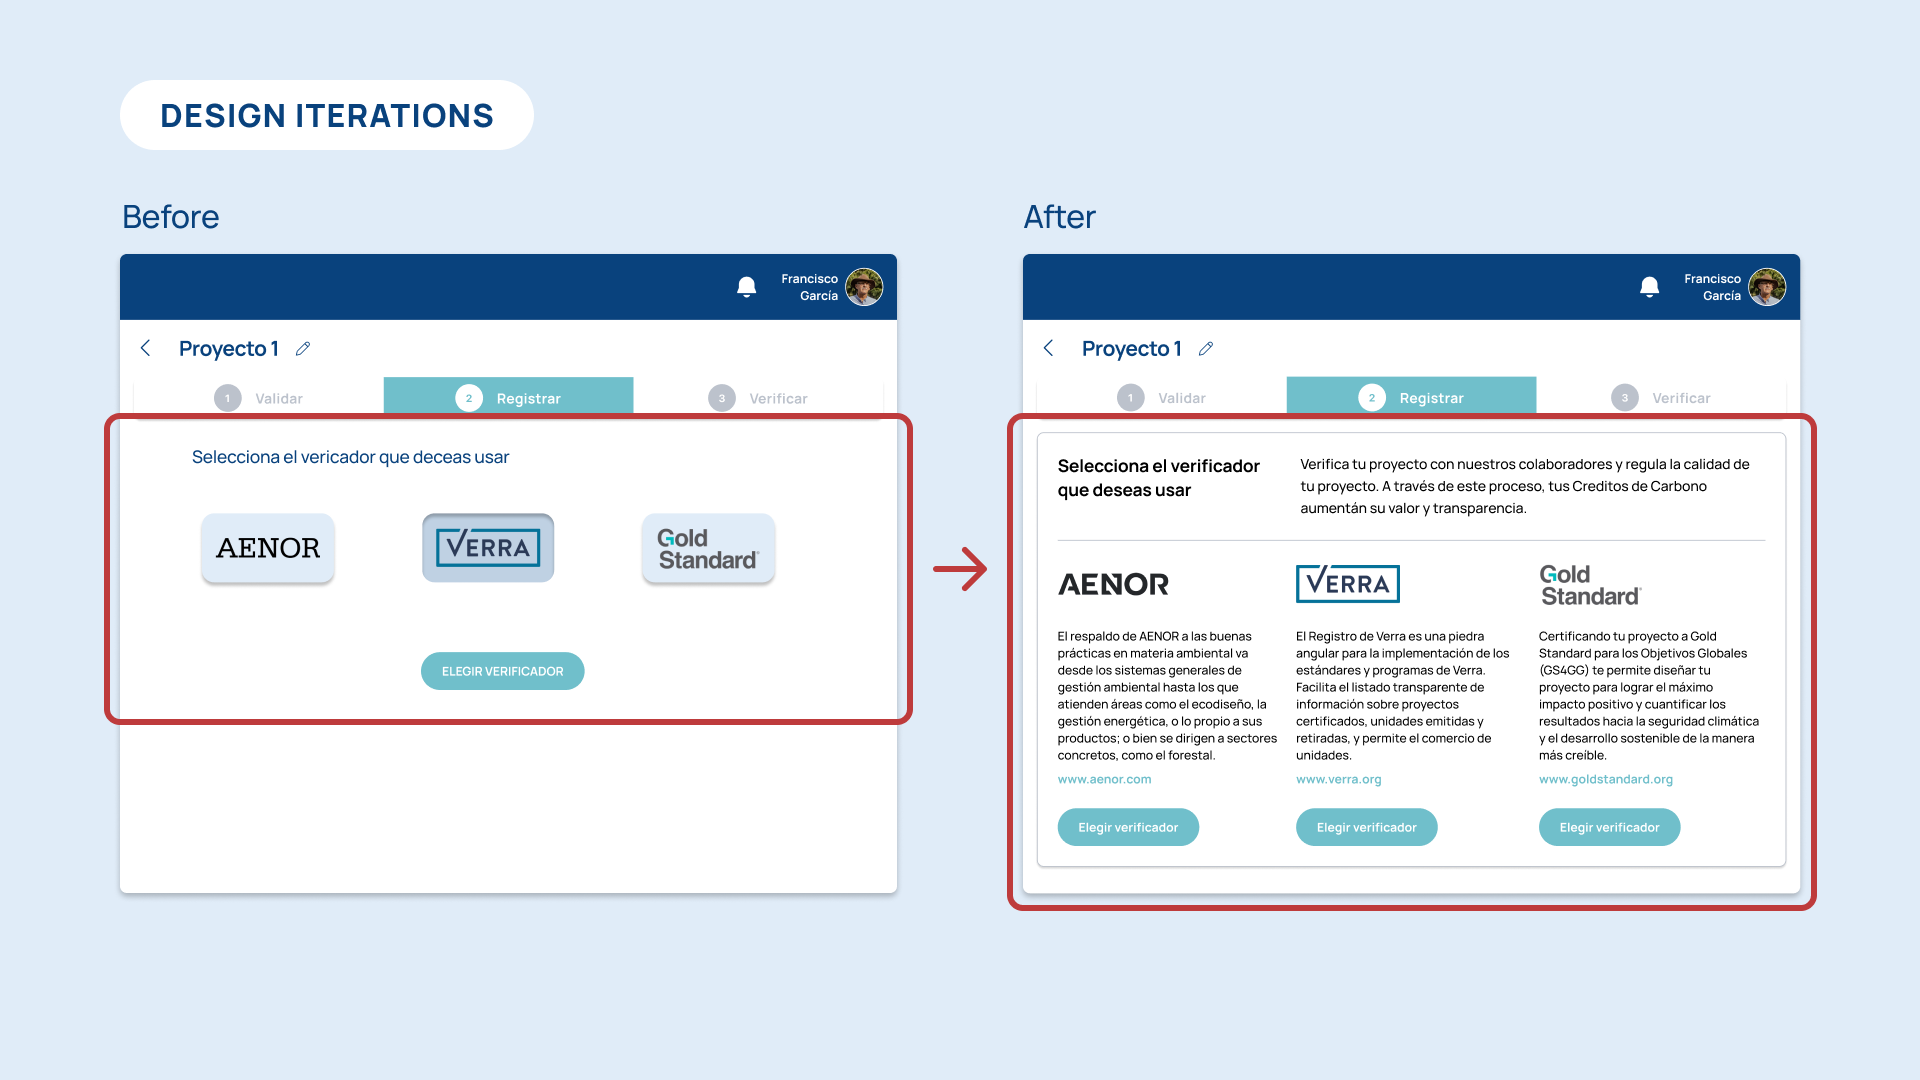 DESIGN ITERATIONS
Before
Francisco
García
Proyecto 1
1 Validar
2 Registrar
3 Verificar
Selecciona el vericador que deceas usar
AENOR
VERRA
Gold
Standard
ELEGIR VERIFICADOR
After
Francisco
García
Proyecto 1
1 Validar
2 Registrar
3 Verificar
Selecciona el verificador
que deseas usar
Verifica tu proyecto con nuestros colaboradores y regula la calidad de
tu proyecto. A través de este proceso, tus Creditos de Carbono
aumentán su valor y transparencia.
AENOR
El respaldo de AENOR a las buenas
prácticas en materia ambiental va
desde los sistemas generales de
gestión ambiental hasta los que
atienden áreas como el ecodiseño, la
gestión energética, o lo propio a sus
productos; o bien se dirigen a sectores
concretos, como el forestal.
www.aenor.com
Elegir verificador
VERRA
El Registro de Verra es una piedra
angular para la implementación de los
estándares y programas de Verra.
Facilita el listado transparente de
información sobre proyectos
certificados, unidades emitidas y
retiradas, y permite el comercio de
unidades.
www.verra.org
Elegir verificador
Gold
Standard
Certificando tu proyecto a Gold
Standard para los Objetivos Globales
(GS4GG) te permite diseñar tu
proyecto para lograr el máximo
impacto positivo y cuantificar los
resultados hacia la seguridad climática
y el desarrollo sostenible de la manera
más creíble.
www.goldstandard.org
Elegir verificador